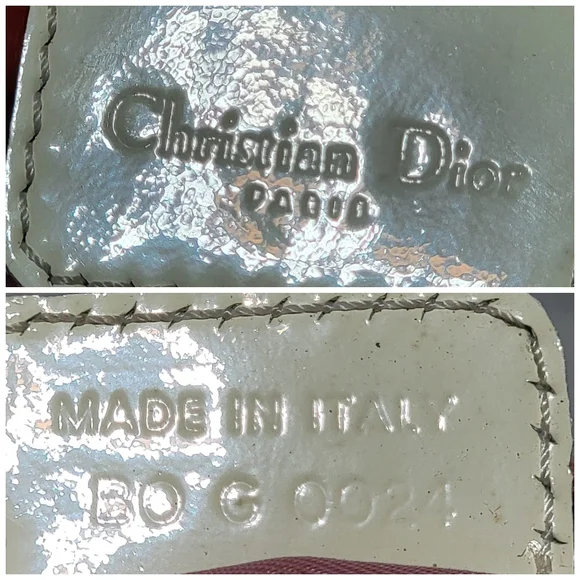 Christian Dior
PARIS
MADE IN ITALY
BO G 0024